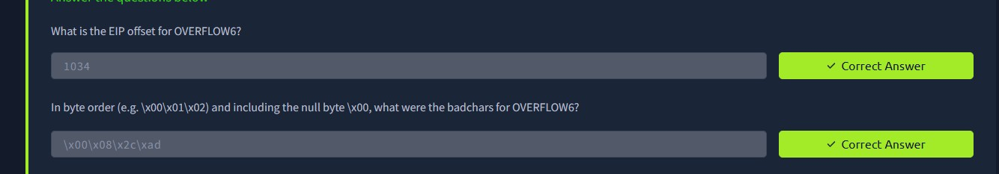 Answer the questions below
What is the EIP offset for OVERFLOW6?
1034
✓ Correct Answer
In byte order (e.g. \x00\x01\x02) and including the null byte \x00, what were the badchars for OVERFLOW6?
\x00\x08\x2c\xad
✓ Correct Answer